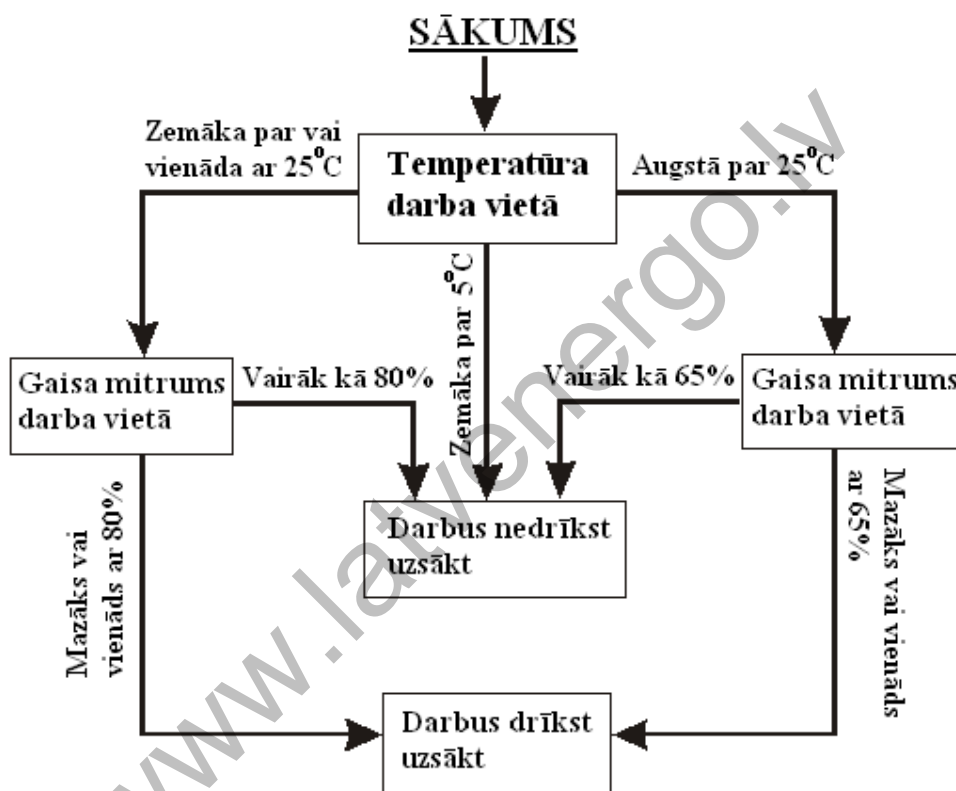 SĀKUMS
Zemāka par vai
vienāda ar 25°C
Temperatūra
darba vietā
Augstā par 25°C
Zemāka par 5°C
Gaisa mitrums
darba vietā
Vairāk kā 80%
Vairāk kā 65%
Gaisa mitrums
darba vietā
Darbus nedrīkst
uzsākt
Mazāks vai
vienāds ar 80%
Mazāks vai vienāds
ar 65%
Darbus drīkst
uzsākt
www.latvenergo.lv